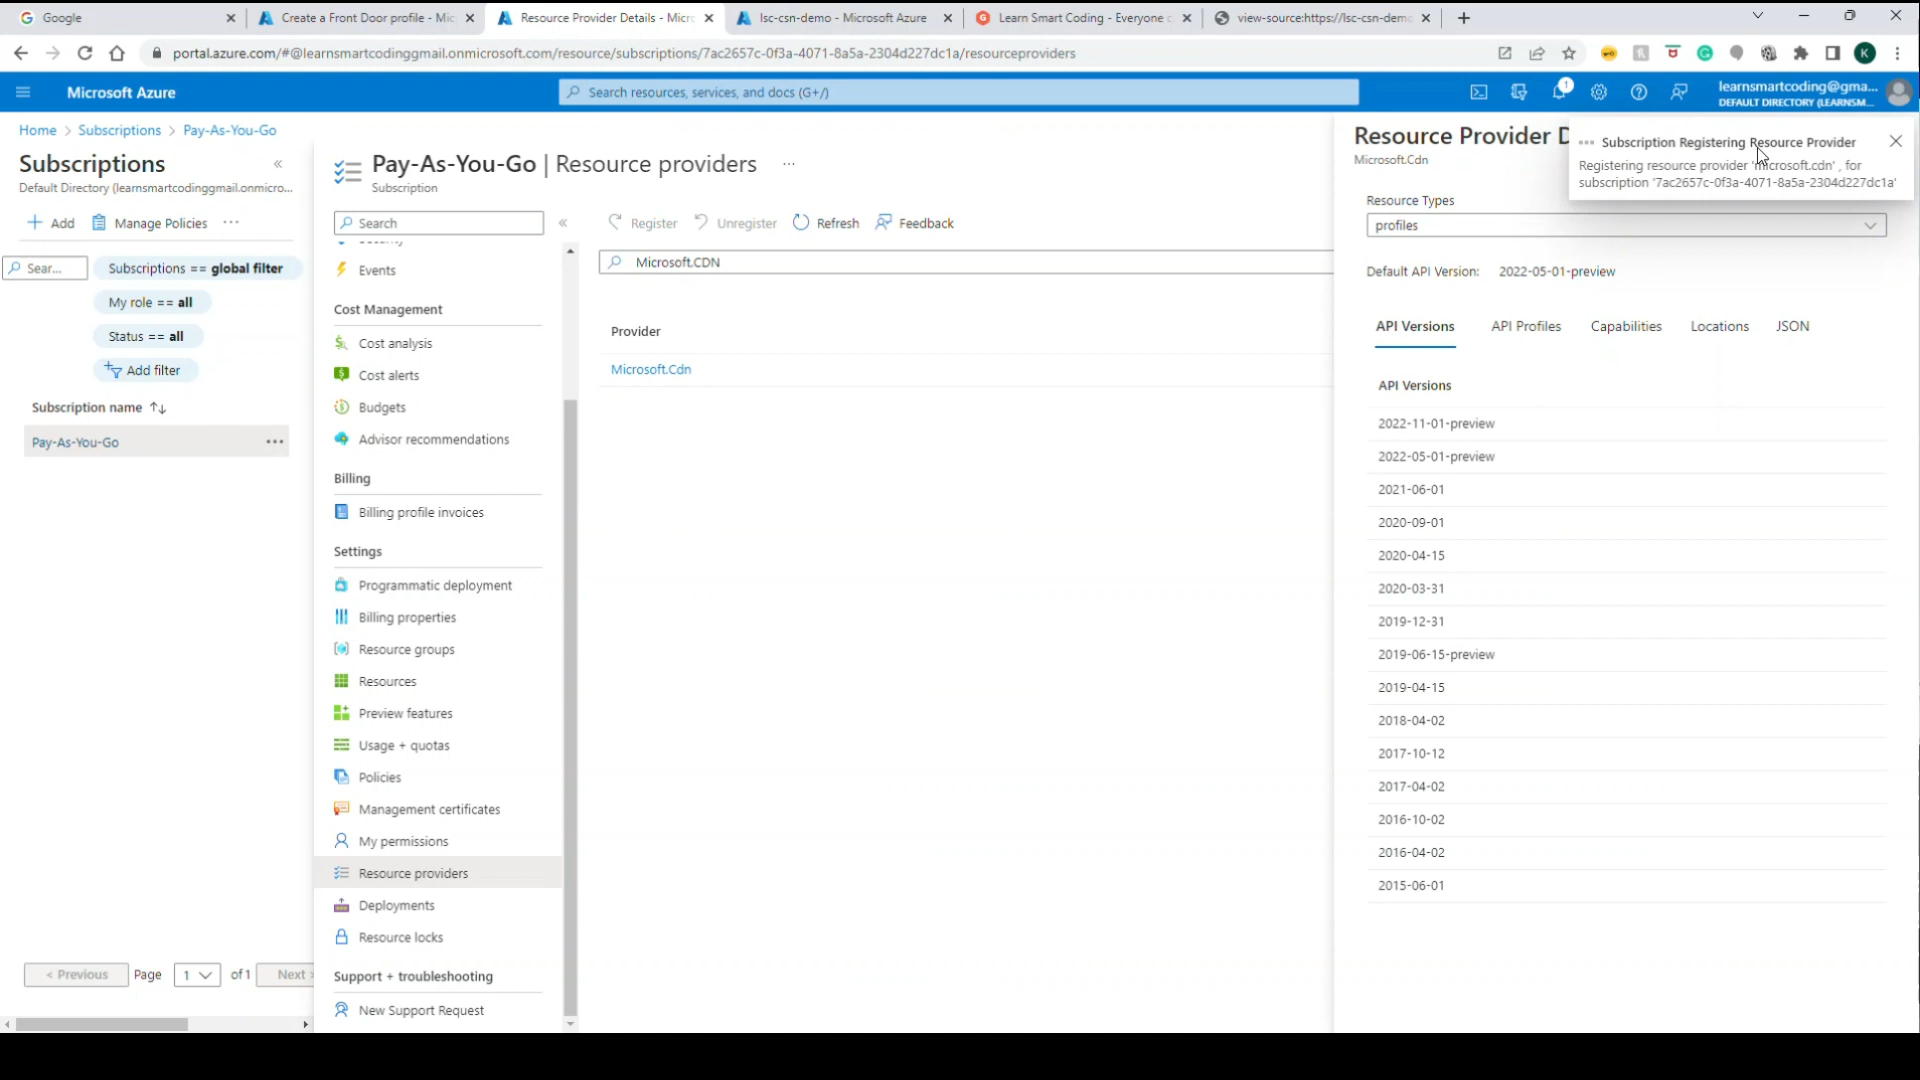 Google
Create a Front Door profile - Mic
Resource Provider Details - Micr
lsc-csn-demo - Microsoft Azure
Learn Smart Coding - Everyone c
view-source:https://lsc-csn-dem
portal.azure.com/#@learnsmartcodinggmail.onmicrosoft.com/resource/subscriptions/7ac2657c-0f3a-4071-8a5a-2304d227dc1a/resourceproviders
K
Microsoft Azure
Search resources, services, and docs (G+/)
1
learnsmartcoding@gma...
DEFAULT DIRECTORY (LEARNSM...
Home > Subscriptions > Pay-As-You-Go
Subscriptions
Default Directory (learnsmartcodinggmail.onmicro...
+ Add
Manage Policies
...
Sear...
Subscriptions == global filter
My role == all
Status == all
Add filter
Subscription name
Pay-As-You-Go
...
< Previous
Page
1
of 1
Next >
Pay-As-You-Go | Resource providers
...
Subscription
Search
Events
Cost Management
Cost analysis
Cost alerts
Budgets
Advisor recommendations
Billing
Billing profile invoices
Settings
Programmatic deployment
Billing properties
Resource groups
Resources
Preview features
Usage + quotas
Policies
Management certificates
My permissions
Resource providers
Deployments
Resource locks
Support + troubleshooting
New Support Request
Register
Unregister
Refresh
Feedback
Microsoft.CDN
Provider
Microsoft.Cdn
Resource Provider D
Microsoft.Cdn
Subscription Registering Resource Provider
Registering resource provider 'microsoft.cdn' , for
subscription '7ac2657c-0f3a-4071-8a5a-2304d227dc1a'
Resource Types
profiles
Default API Version: 2022-05-01-preview
API Versions
API Profiles
Capabilities
Locations
JSON
API Versions
2022-11-01-preview
2022-05-01-preview
2021-06-01
2020-09-01
2020-04-15
2020-03-31
2019-12-31
2019-06-15-preview
2019-04-15
2018-04-02
2017-10-12
2017-04-02
2016-10-02
2016-04-02
2015-06-01